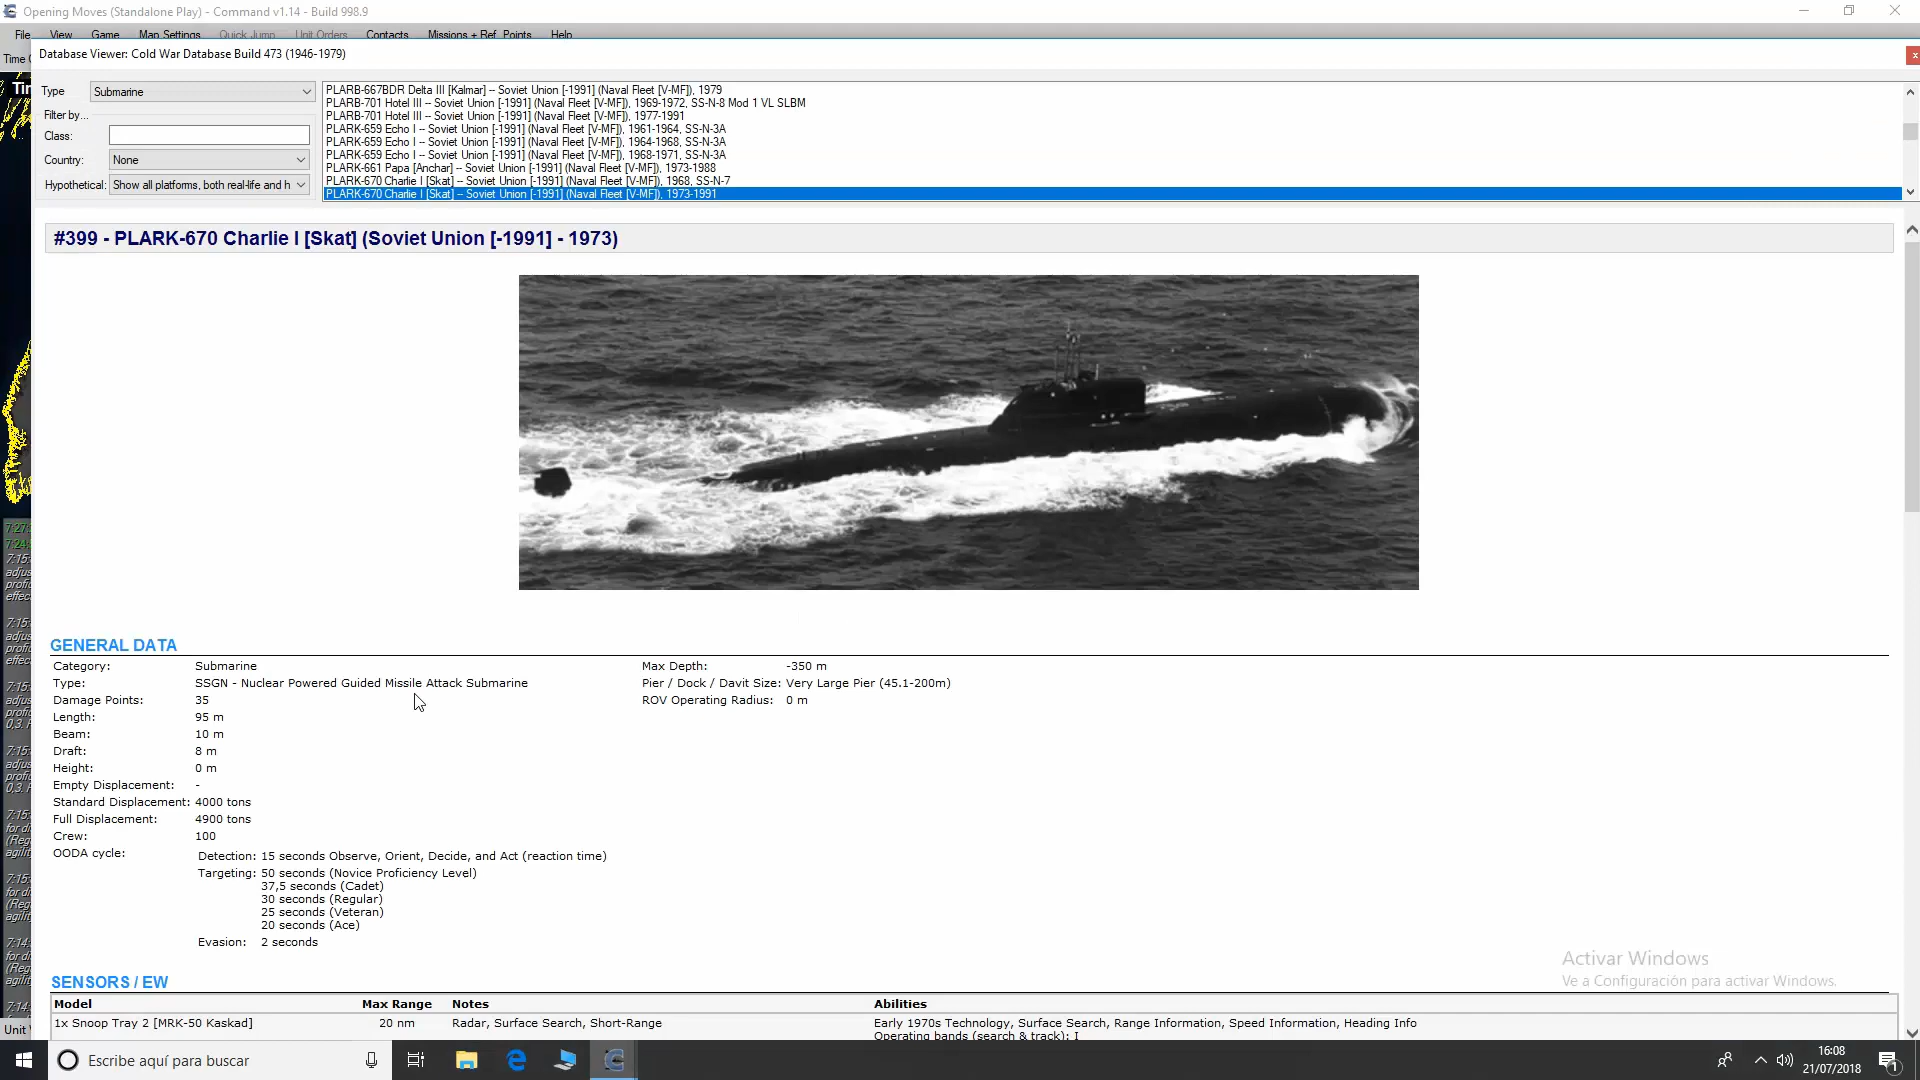 Opening Moves (Standalone Play) - Command v1.14 - Build 998.9
File View Game Map Settings Quick Jump Unit Orders Contacts Missions + Ref. Points Help
Database Viewer: Cold War Database Build 473 (1946-1979)
Time
Type Submarine
Filter by...
Class:
Country: None
Hypothetical: Show all platforms, both real-life and h
PLARB-667BDR Delta III [Kalmar] -- Soviet Union [-1991] (Naval Fleet [V-MF]), 1979
PLARB-701 Hotel III -- Soviet Union [-1991] (Naval Fleet [V-MF]), 1969-1972, SS-N-8 Mod 1 VL SLBM
PLARB-701 Hotel III -- Soviet Union [-1991] (Naval Fleet [V-MF]), 1977-1991
PLARK-659 Echo I -- Soviet Union [-1991] (Naval Fleet [V-MF]), 1961-1964, SS-N-3A
PLARK-659 Echo I -- Soviet Union [-1991] (Naval Fleet [V-MF]), 1964-1968, SS-N-3A
PLARK-659 Echo I -- Soviet Union [-1991] (Naval Fleet [V-MF]), 1968-1971, SS-N-3A
PLARK-661 Papa [Anchar] -- Soviet Union [-1991] (Naval Fleet [V-MF]), 1973-1988
PLARK-670 Charlie I [Skat] -- Soviet Union [-1991] (Naval Fleet [V-MF]), 1968, SS-N-7
PLARK-670 Charlie I [Skat] -- Soviet Union [-1991] (Naval Fleet [V-MF]), 1973-1991
#399 - PLARK-670 Charlie I [Skat] (Soviet Union [-1991] - 1973)
GENERAL DATA
Category: Submarine
Type: SSGN - Nuclear Powered Guided Missile Attack Submarine
Damage Points: 35
Length: 95 m
Beam: 10 m
Draft: 8 m
Height: 0 m
Empty Displacement: -
Standard Displacement: 4000 tons
Full Displacement: 4900 tons
Crew: 100
OODA cycle:
Detection: 15 seconds Observe, Orient, Decide, and Act (reaction time)
Targeting: 50 seconds (Novice Proficiency Level)
37,5 seconds (Cadet)
30 seconds (Regular)
25 seconds (Veteran)
20 seconds (Ace)
Evasion: 2 seconds
Max Depth: -350 m
Pier / Dock / Davit Size: Very Large Pier (45.1-200m)
ROV Operating Radius: 0 m
SENSORS / EW
Model Max Range Notes Abilities
1x Snoop Tray 2 [MRK-50 Kaskad] 20 nm Radar, Surface Search, Short-Range Early 1970s Technology, Surface Search, Range Information, Speed Information, Heading Info
Operating bands (search & track): I
Activar Windows
Ve a Configuración para activar Windows.
Unit
Escribe aquí para buscar
16:08
21/07/2018
1